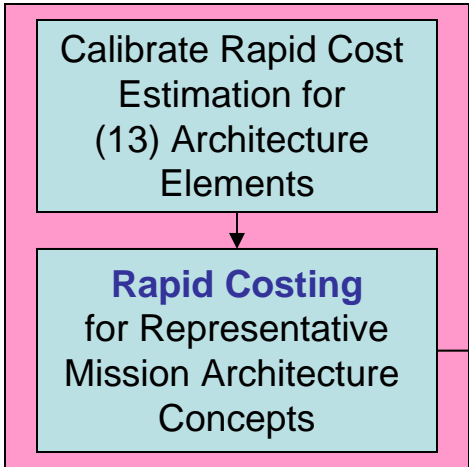 Calibrate Rapid Cost
Estimation for
(13) Architecture
Elements
Rapid Costing
for Representative
Mission Architecture
Concepts